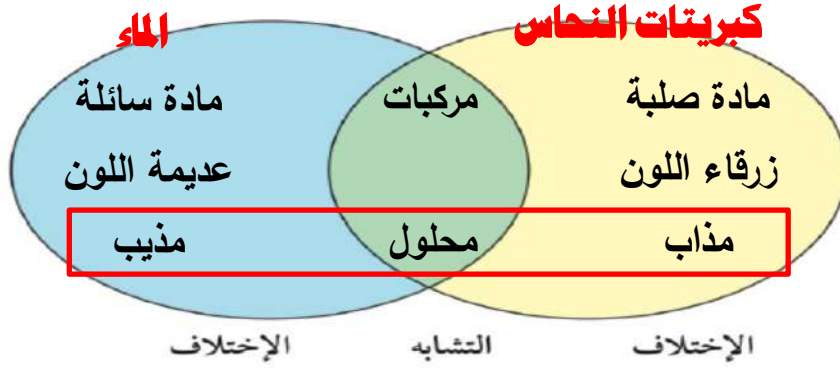 كبريتات النحاس الماء
مادة صلبة مركبات مادة سائلة
زرقاء اللون عديمة اللون
مذاب محلول مذيب
الإختلاف التشابه الإختلاف